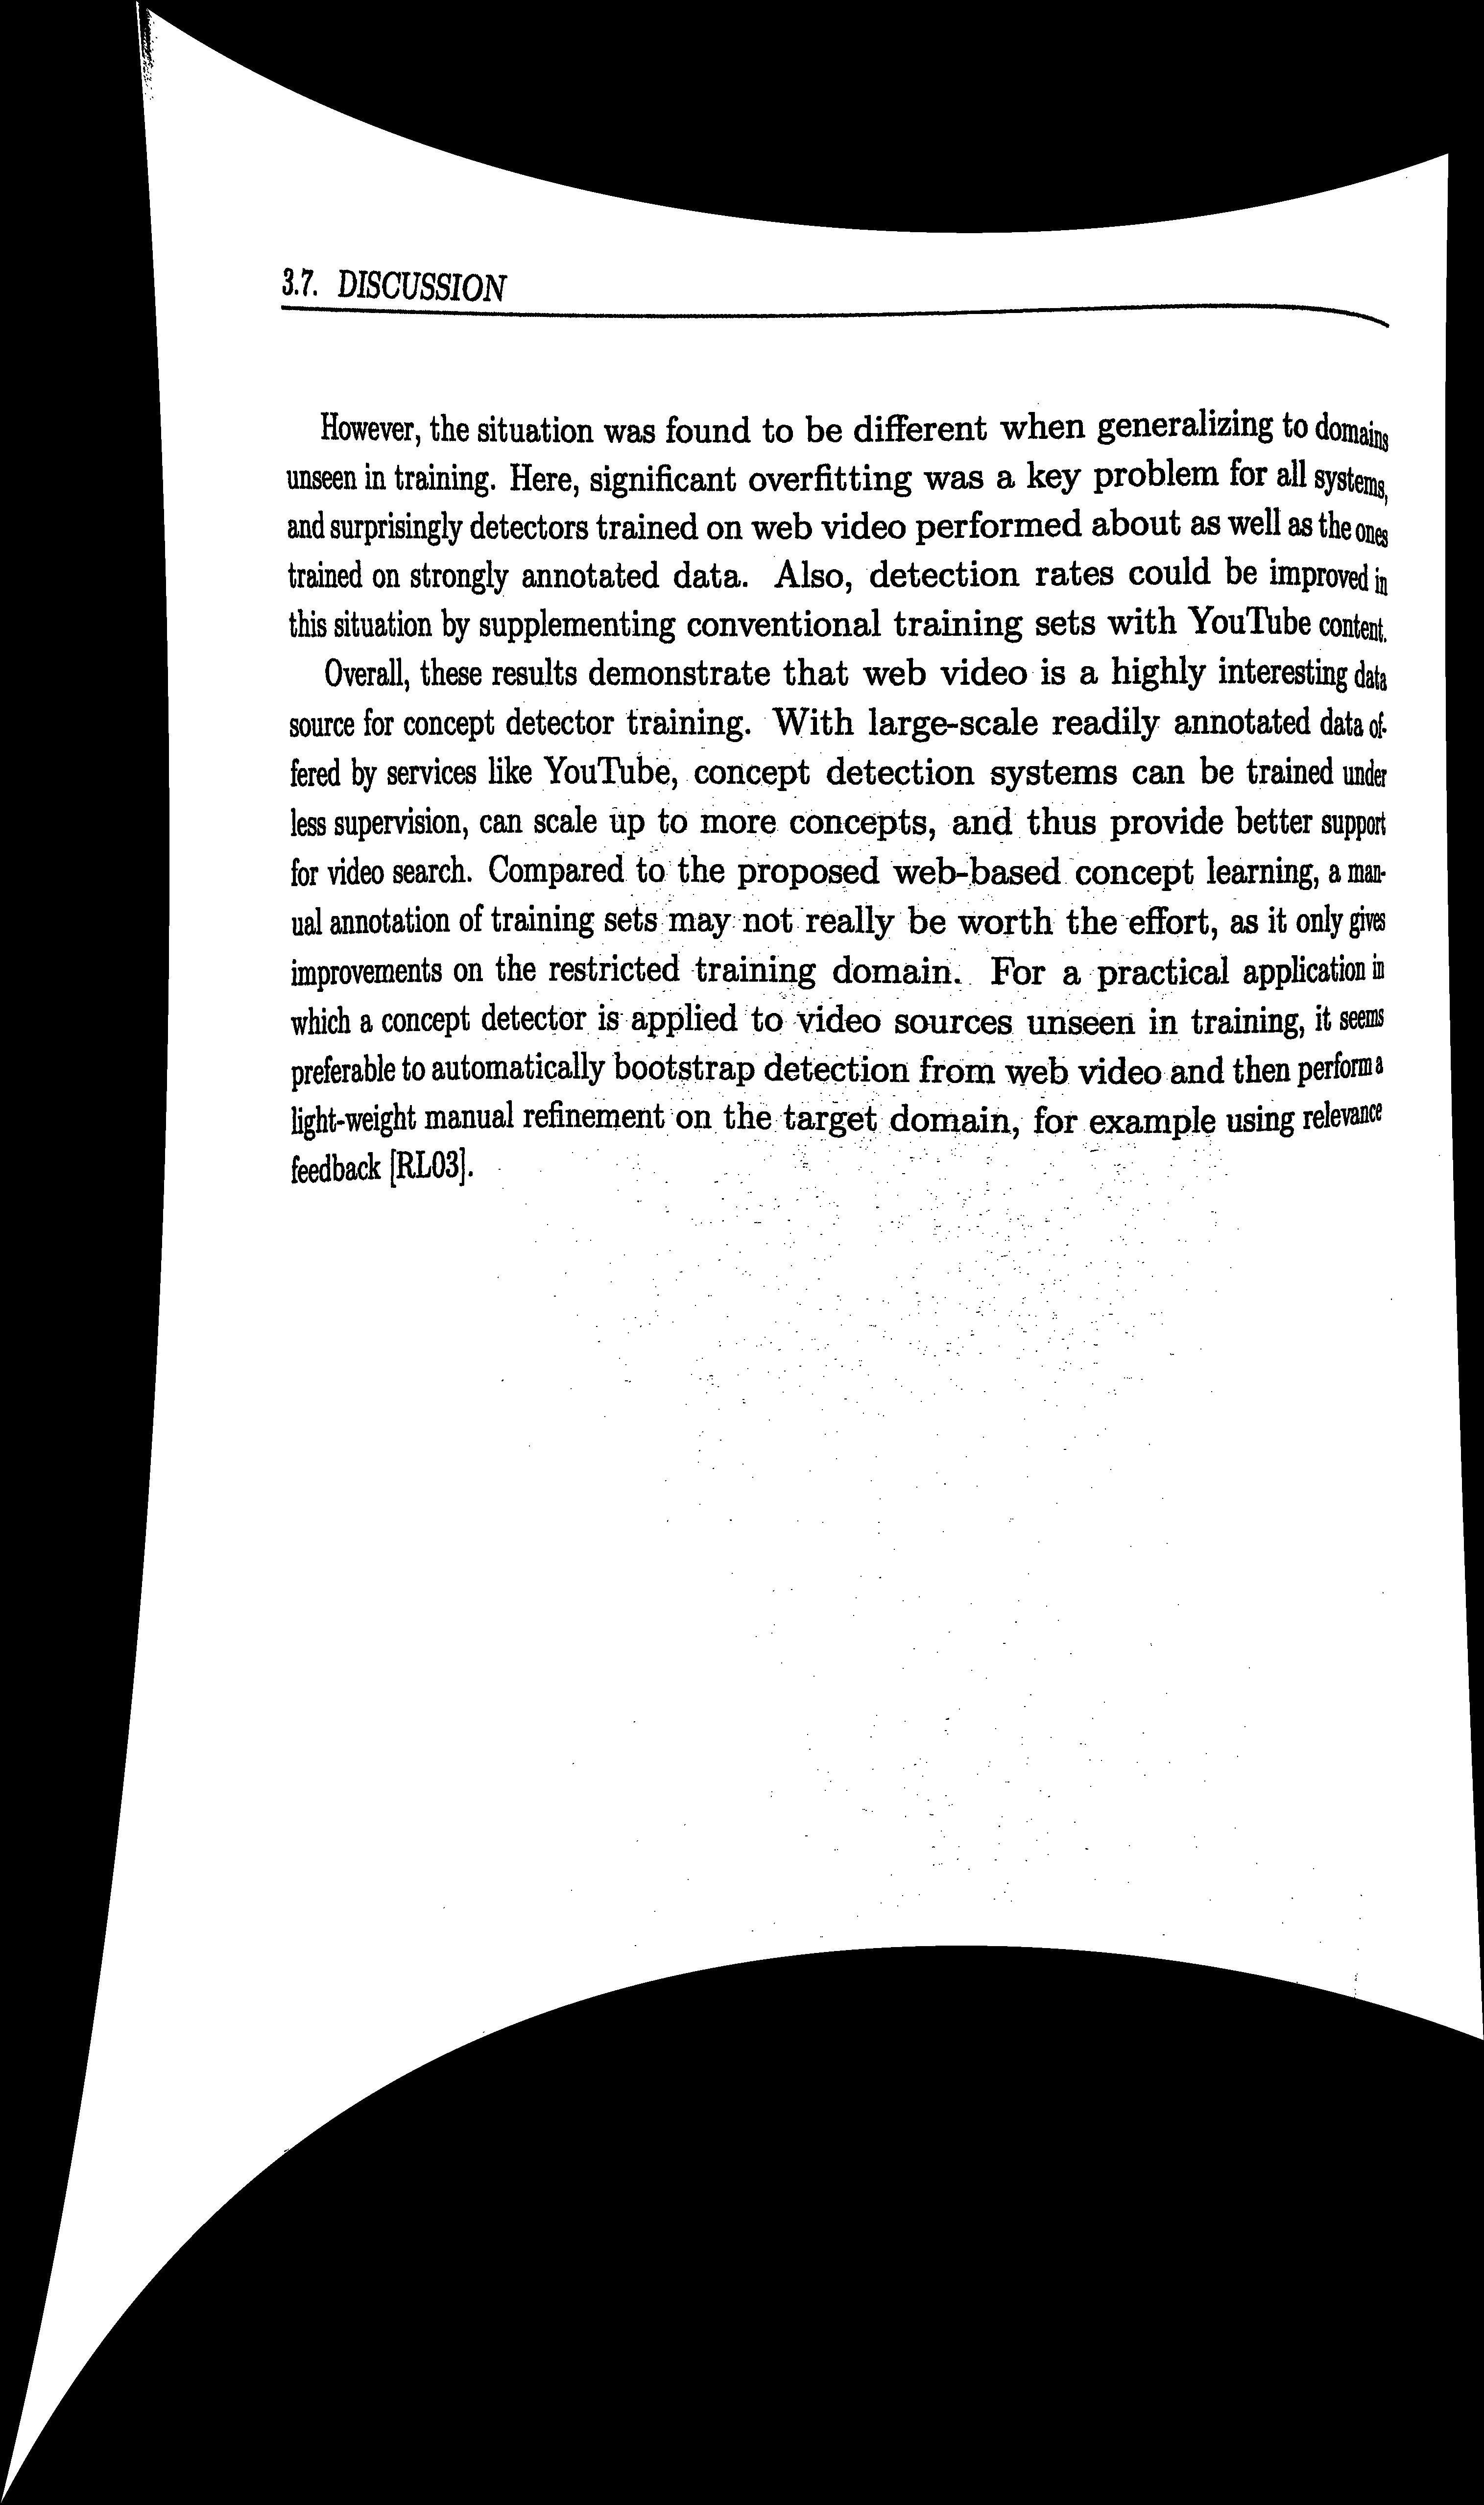 3.7. DISCUSSION
However, the situation was found to be different when generalizing to domains
unseen in training. Here, significant overfitting was a key problem for all systems,
and surprisingly detectors trained on web video performed about as well as the ones
trained on strongly annotated data. Also, detection rates could be improved in
this situation by supplementing conventional training sets with YouTube content.
Overall, these results demonstrate that web video is a highly interesting data
source for concept detector training. With large-scale readily annotated data of-
fered by services like YouTube, concept detection systems can be trained under
less supervision, can scale up to more concepts, and thus provide better support
for video search. Compared to the proposed web-based concept learning, a man-
ual annotation of training sets may not really be worth the effort, as it only gives
improvements on the restricted training domain. For a practical application in
which a concept detector is applied to video sources unseen in training, it seems
preferable to automatically bootstrap detection from web video and then perform a
light-weight manual refinement on the target domain, for example using relevance
feedback [RL03].